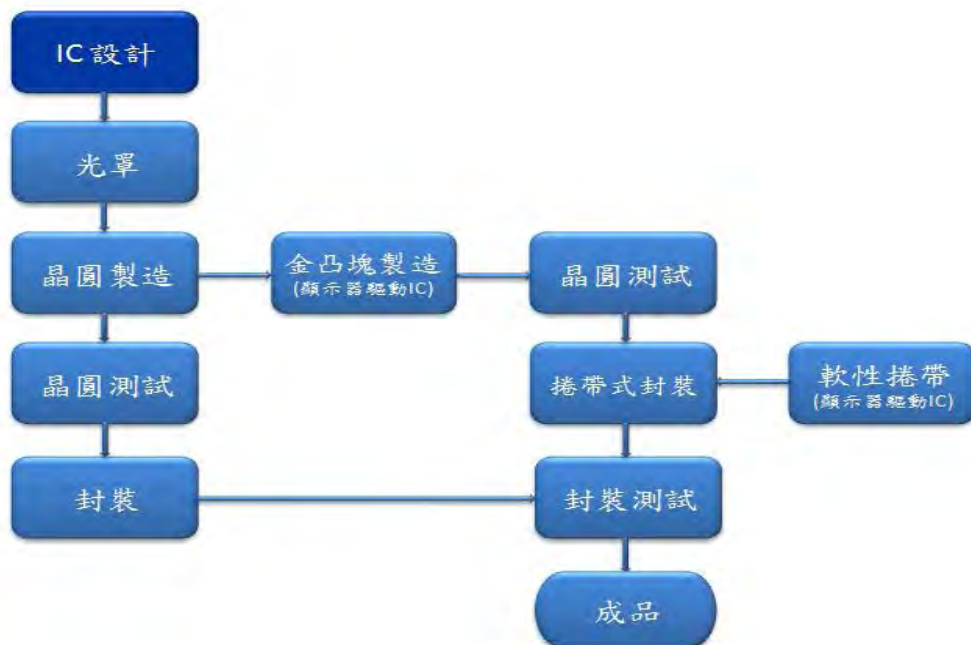 IC 設計
光罩
晶圓製造
金凸塊製造
(顯示器驅動IC)
晶圓測試
晶圓測試
捲帶式封裝
軟性捲帶
(顯示器驅動IC)
封裝
封裝測試
成品